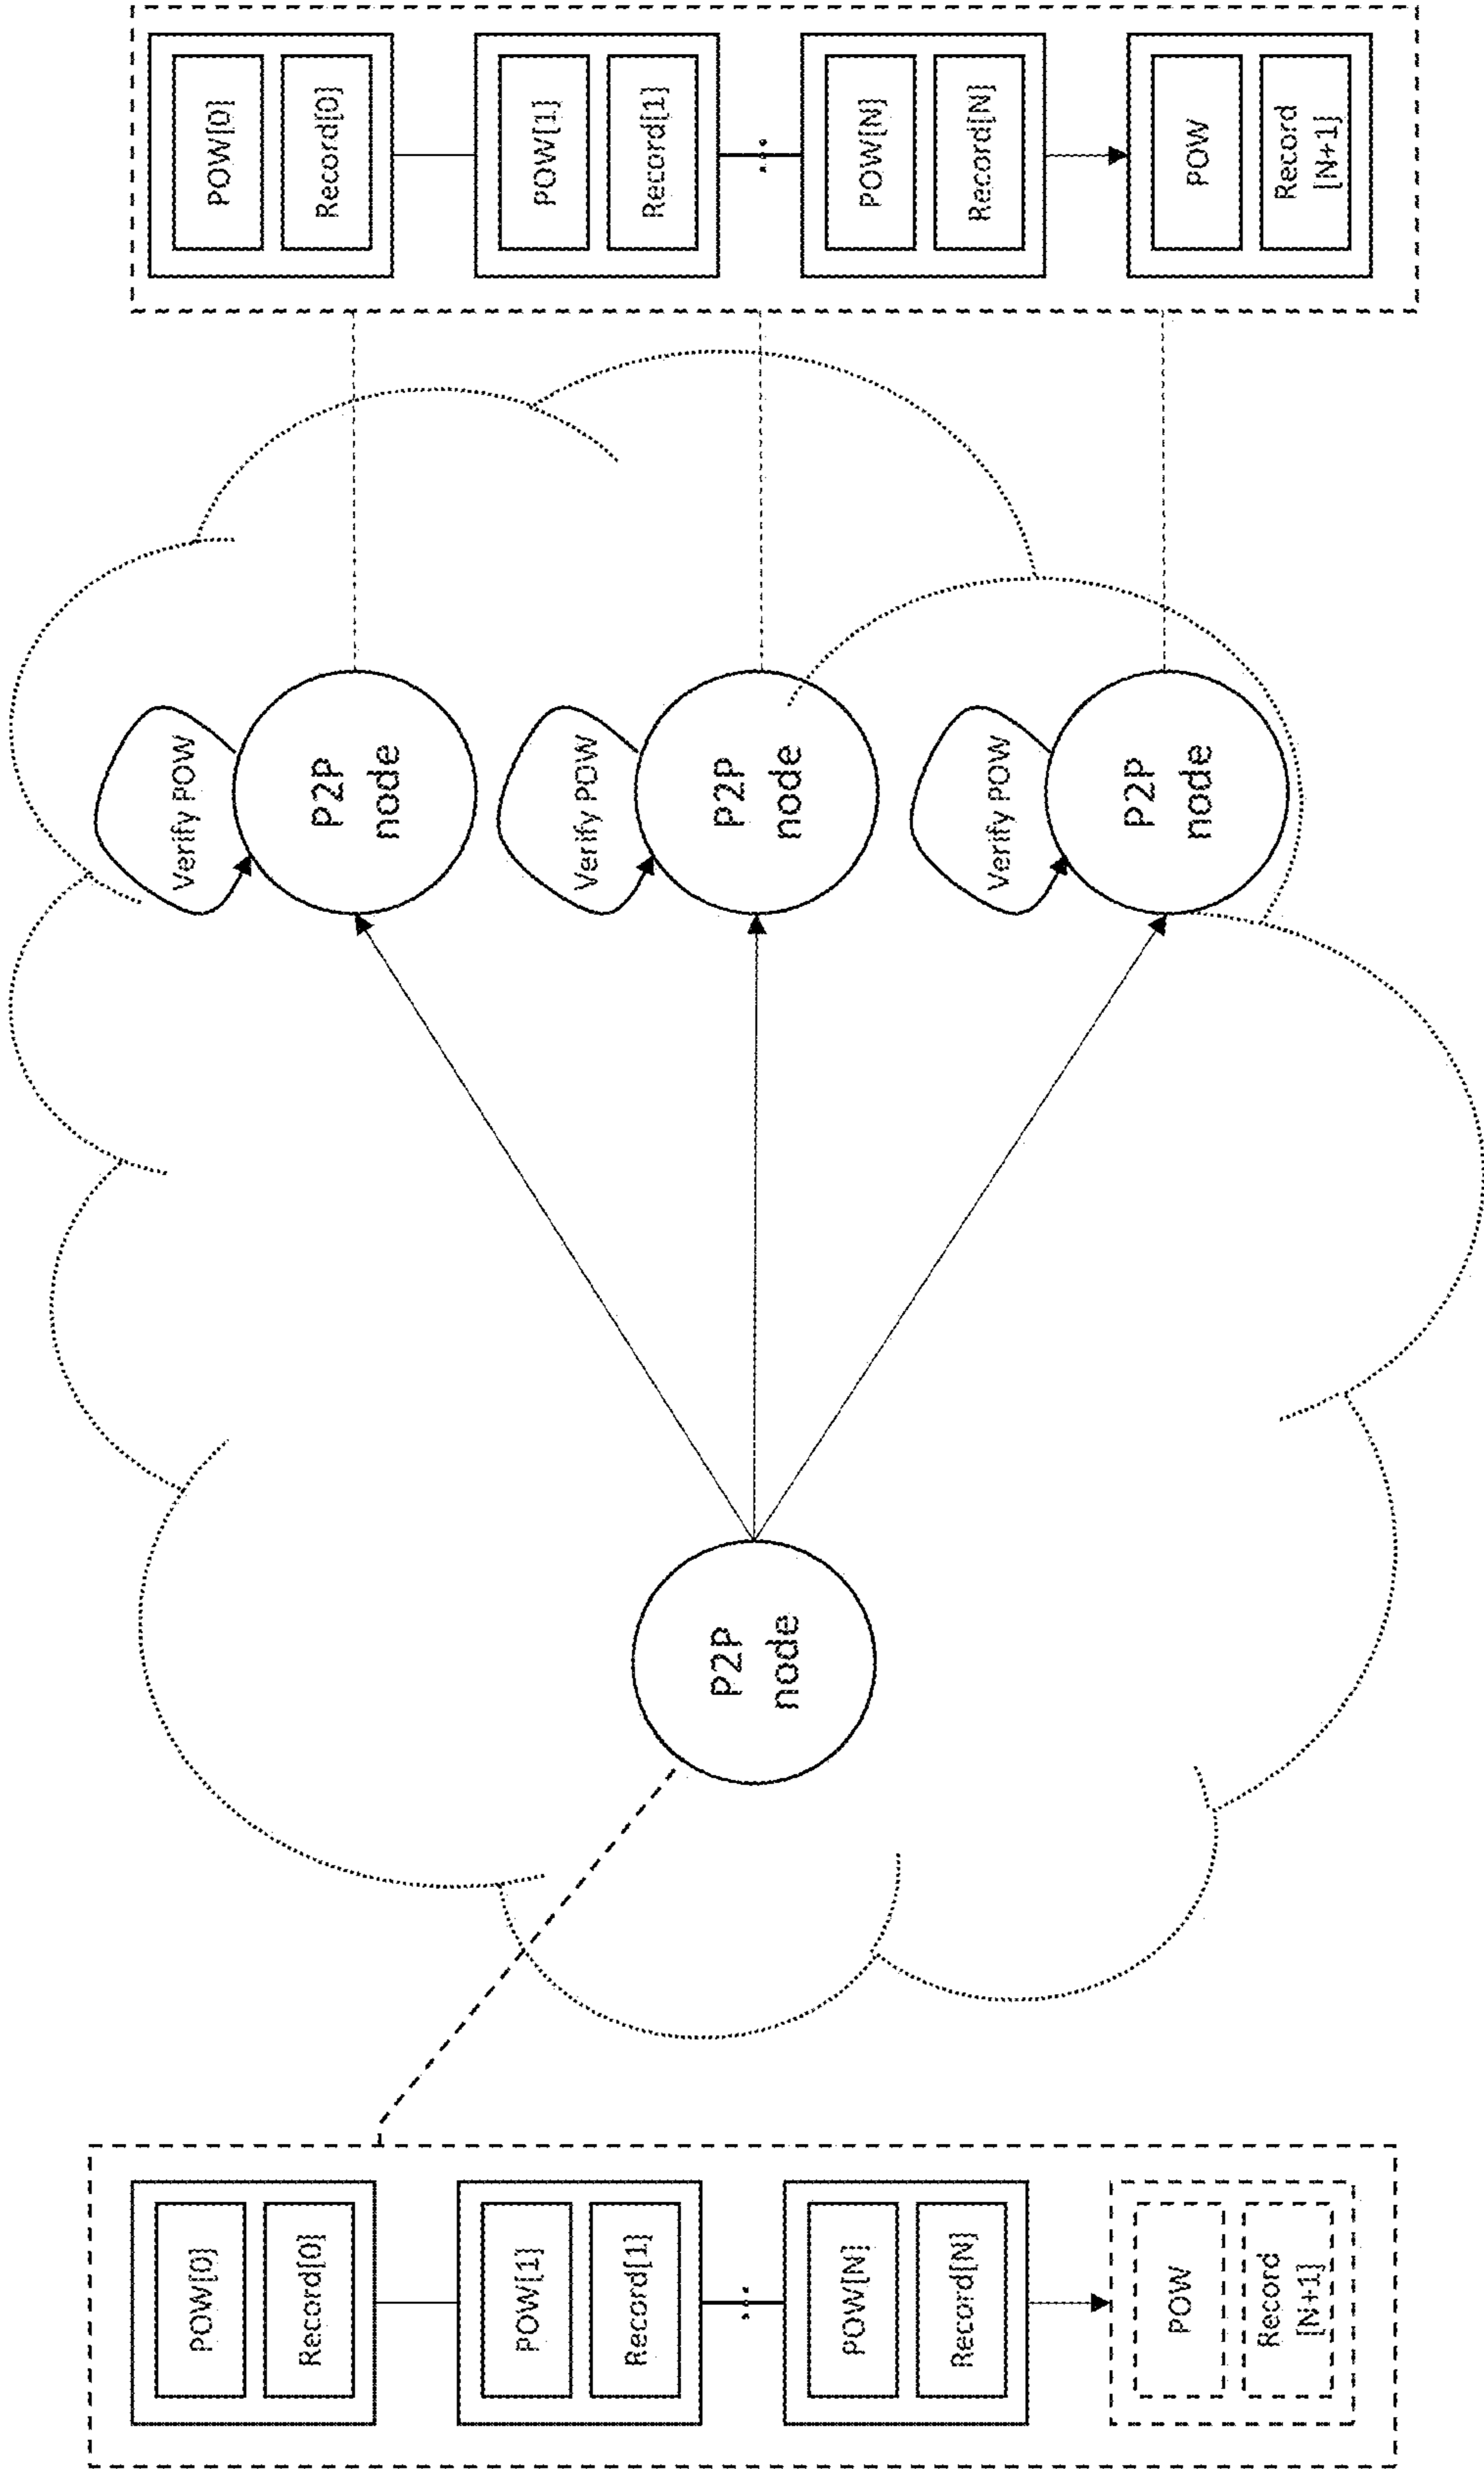 POW[0]
Record[0]
POW[1]
Record[1]
...
POW[N]
Record[N]
POW
Record
[N+1]
P2P
node
Verify POW
P2P
node
Verify POW
P2P
node
Verify POW
P2P
node
POW[0]
Record[0]
POW[1]
Record[1]
...
POW[N]
Record[N]
POW
Record
[N+1]